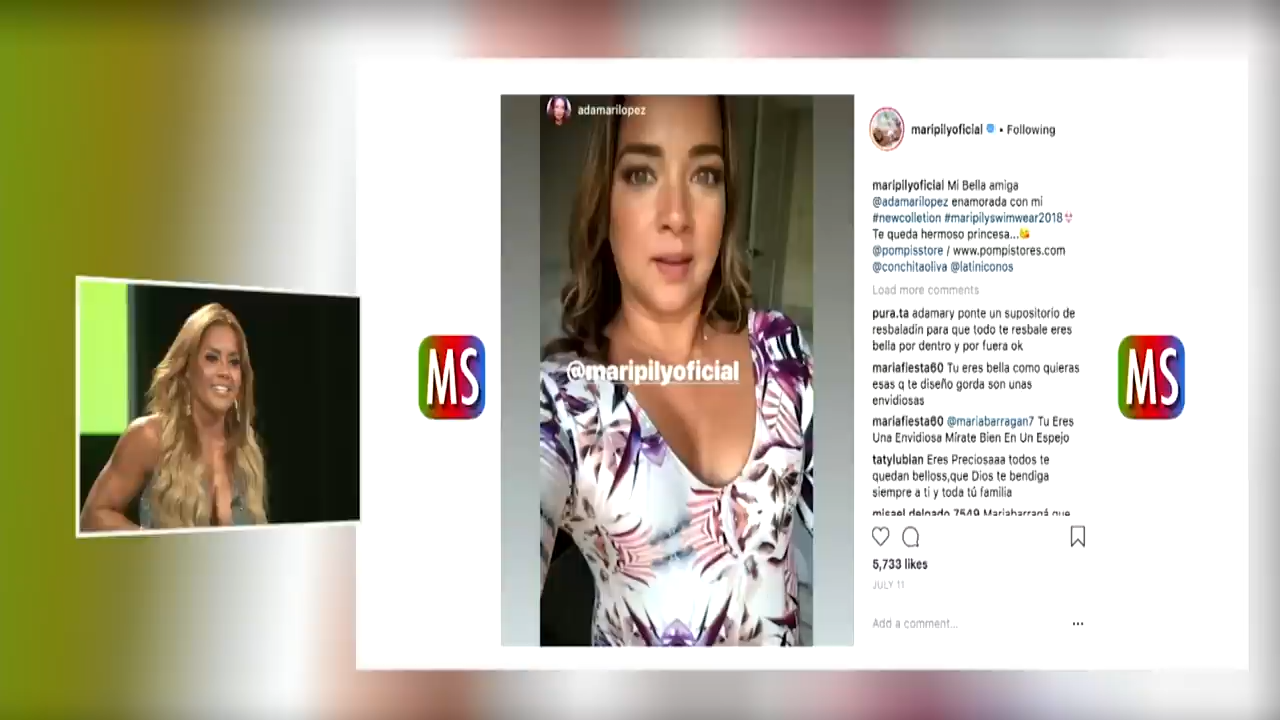 adamarilopez
@maripilyoficial
MS
MS
maripilyoficial • Following
maripilyoficial Mi Bella amiga
@adamarilopez enamorada con mi
#newcolletion #maripilyswimwear2018👙
Te queda hermoso princesa...😘
@pompisstore / www.pompistores.com
@conchitaoliva @latiniconos
Load more comments
pura.ta adamary ponte un supositorio de
resbaladin para que todo te resbale eres
bella por dentro y por fuera ok
mariafiesta60 Tu eres bella como quieras
esas q te diseño gorda son unas
envidiosas
mariafiesta60 @mariabarragan7 Tu Eres
Una Envidiosa Mírate Bien En Un Espejo
tatylubian Eres Preciosaaa todos te
quedan belloss,que Dios te bendiga
siempre a ti y toda tú familia
misael_delgado_7549 Mariabarragá que
5,733 likes
JULY 11
Add a comment...